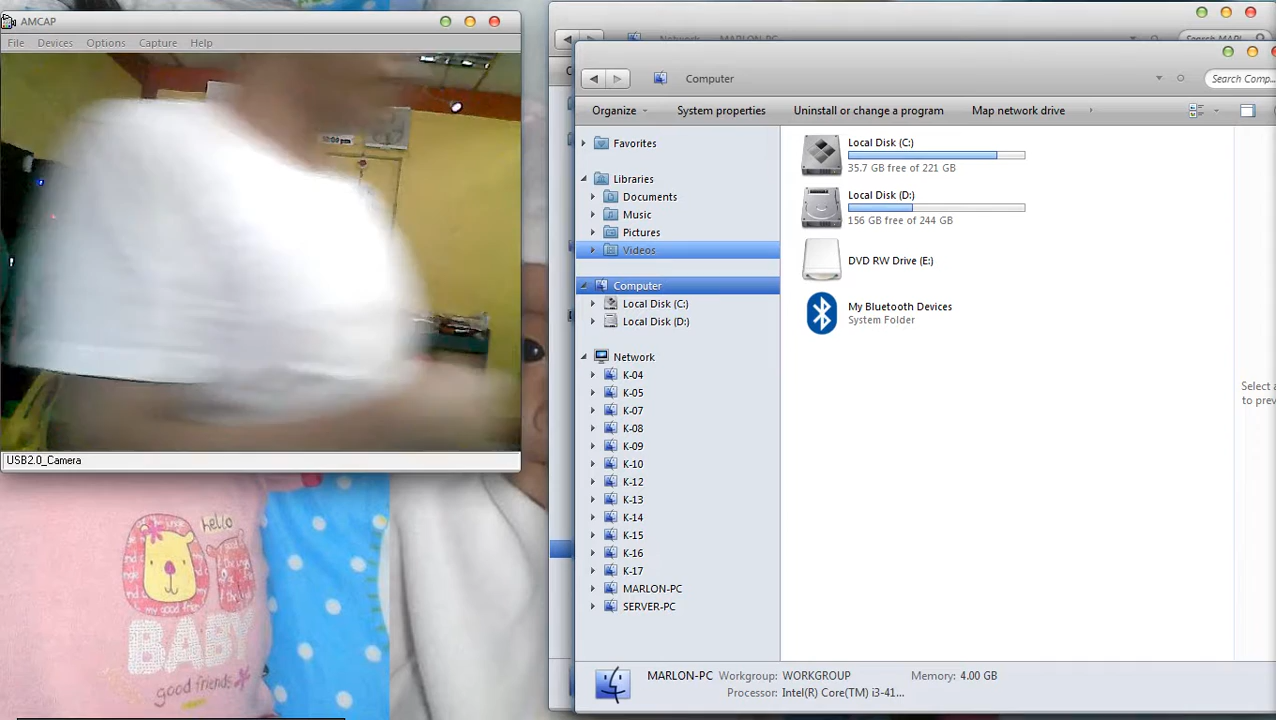 AMCAP
File Devices Options Capture Help
USB2.0_Camera
hello
BABY
good friends
Network MARLON-PC
Computer
Search Comp...
Organize System properties Uninstall or change a program Map network drive
Favorites
Libraries
Documents
Music
Pictures
Videos
Computer
Local Disk (C:)
Local Disk (D:)
Network
K-04
K-05
K-07
K-08
K-09
K-10
K-12
K-13
K-14
K-15
K-16
K-17
MARLON-PC
SERVER-PC
Local Disk (C:)
35.7 GB free of 221 GB
Local Disk (D:)
156 GB free of 244 GB
DVD RW Drive (E:)
My Bluetooth Devices
System Folder
Select a
to prev
MARLON-PC Workgroup: WORKGROUP Memory: 4.00 GB
Processor: Intel(R) Core(TM) i3-41...